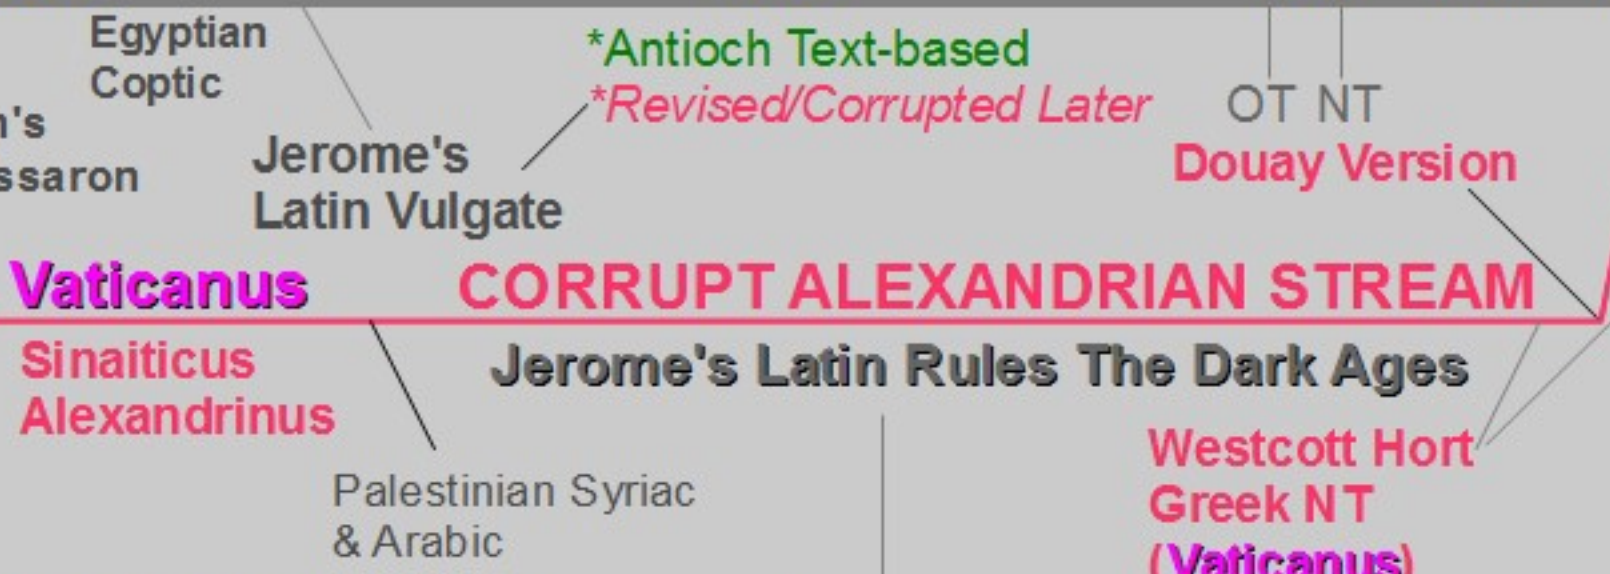 Egyptian
Coptic
n's
ssaron
Jerome's
Latin Vulgate
*Antioch Text-based
*Revised/Corrupted Later
OT NT
Douay Version
Vaticanus
CORRUPT ALEXANDRIAN STREAM
Sinaiticus
Alexandrinus
Jerome's Latin Rules The Dark Ages
Palestinian Syriac
& Arabic
Westcott Hort
Greek NT
(Vaticanus)